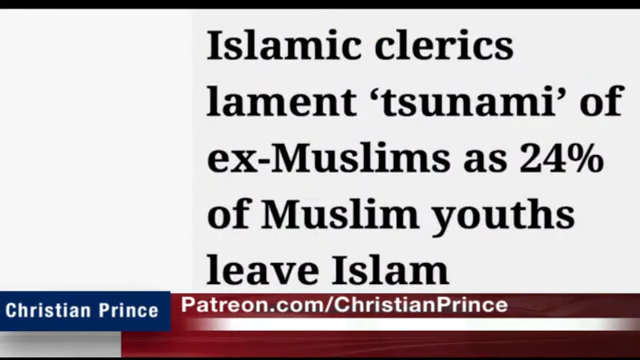 Islamic clerics
lament ‘tsunami’ of
ex-Muslims as 24%
of Muslim youths
leave Islam
Christian Prince
Patreon.com/ChristianPrince